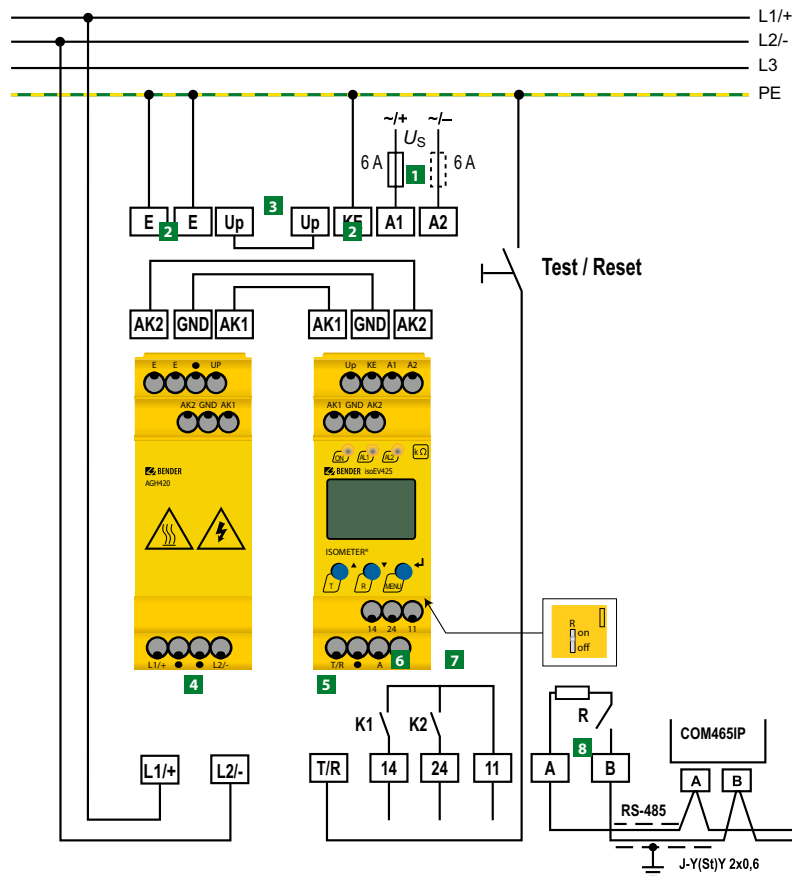 L1/+
L2/-
L3
PE
~/+ ~/–
US
6 A 1 6 A
3
E 2 E Up Up KE 2 A1 A2
Test / Reset
AK2 GND AK1 AK1 GND AK2
E E ● UP
Up KE A1 A2
AK2 GND AK1
AK1 GND AK2
ON AL1 AL2 kΩ
BENDER
AGH420
BENDER isoEV425
ISOMETER®
T R MENU
14 24 11
R
on
off
L1/+ ● ● L2/-
T/R ● A
4
5
6
7
K1 K2
R
8
COM465IP
L1/+ L2/- T/R 14 24 11 A B
A B
RS-485
J-Y(St)Y 2x0,6